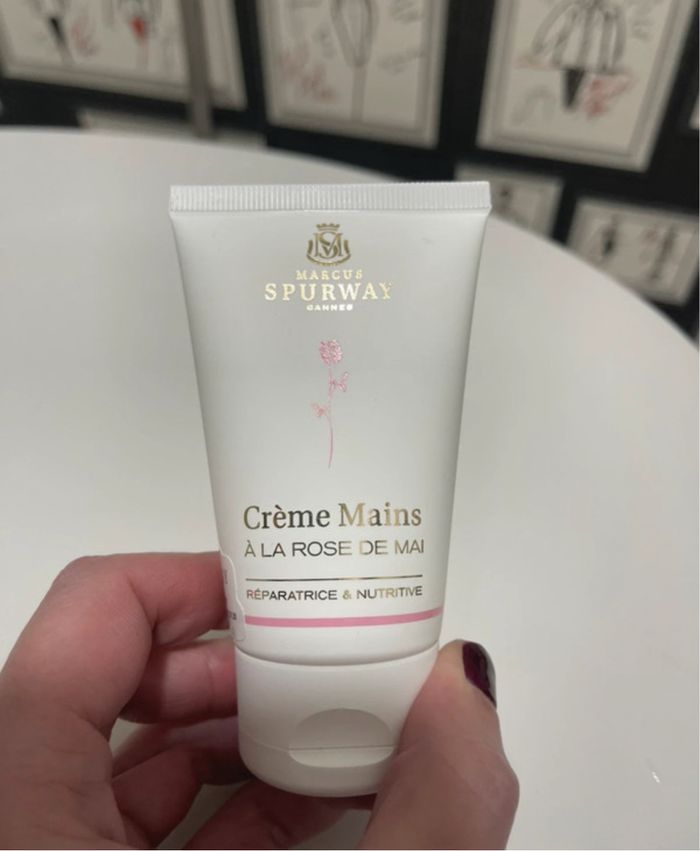 MARCUS
SPURWAY
CANNES
Crème Mains
À LA ROSE DE MAI
RÉPARATRICE & NUTRITIVE